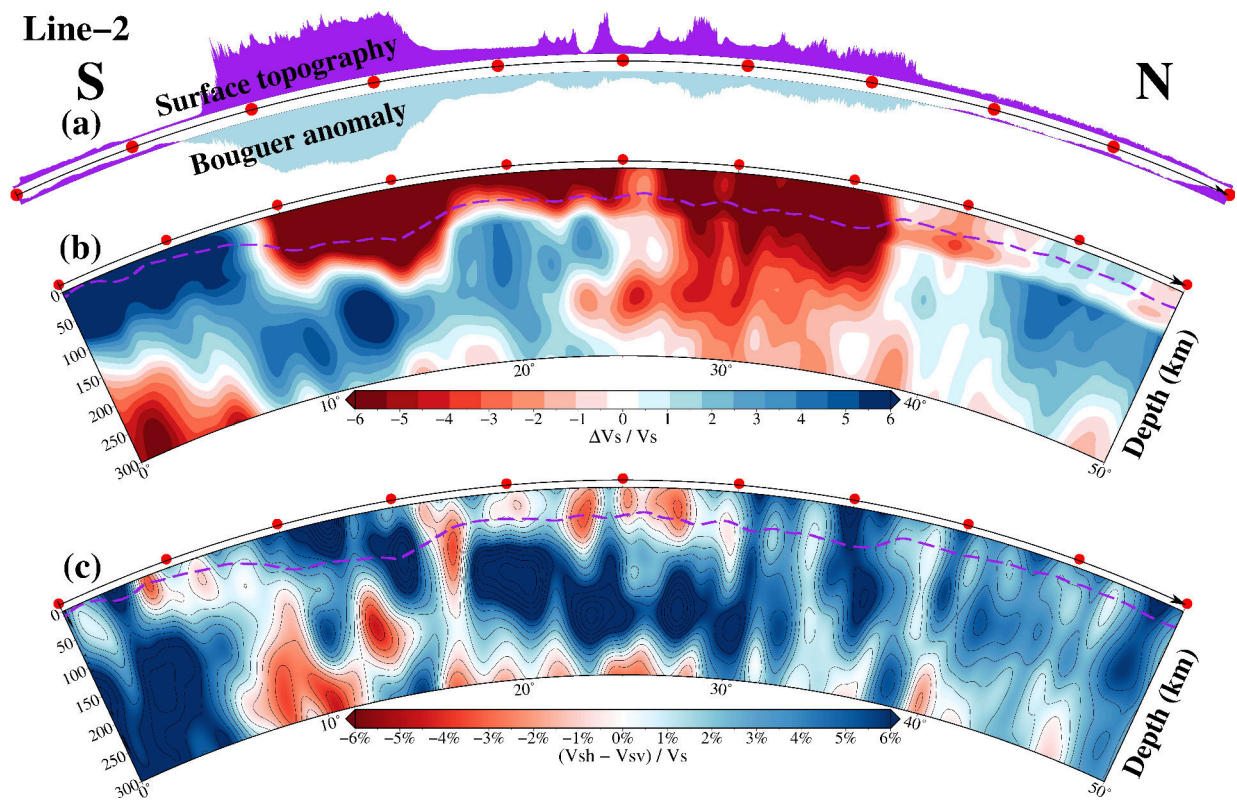 Line−2
S
N
Surface topography
(a)
Bouguer anomaly
(b)
0
50
100
150
200
250
300
0°
10°
20°
30°
40°
50°
−6 −5 −4 −3 −2 −1 0 1 2 3 4 5 6
ΔVs / Vs
Depth (km)
(c)
0
50
100
150
200
250
300
0°
10°
20°
30°
40°
50°
−6% −5% −4% −3% −2% −1% 0% 1% 2% 3% 4% 5% 6%
(Vsh − Vsv) / Vs
Depth (km)